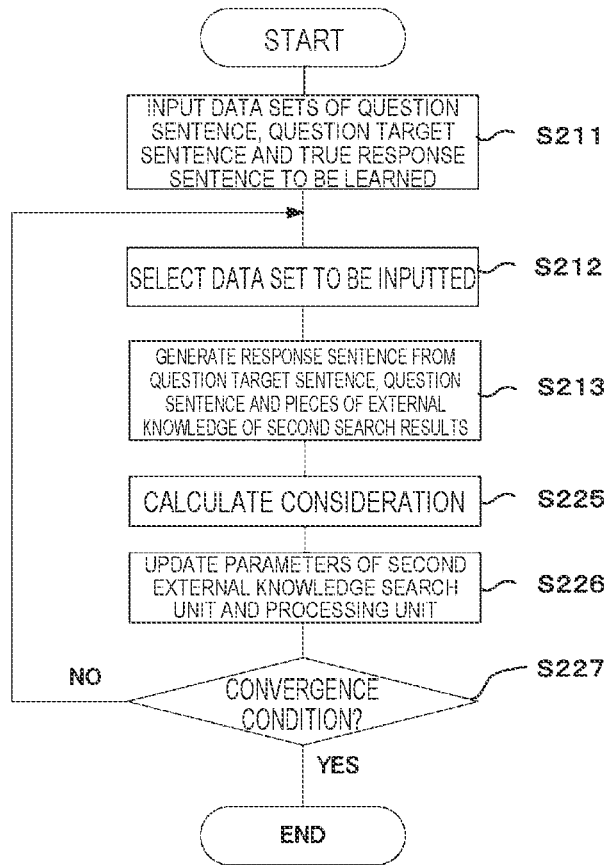 START
INPUT DATA SETS OF QUESTION
SENTENCE, QUESTION TARGET
SENTENCE AND TRUE RESPONSE
SENTENCE TO BE LEARNED
S211
SELECT DATA SET TO BE INPUTTED
S212
GENERATE RESPONSE SENTENCE FROM
QUESTION TARGET SENTENCE, QUESTION
SENTENCE AND PIECES OF EXTERNAL
KNOWLEDGE OF SECOND SEARCH RESULTS
S213
CALCULATE CONSIDERATION
S225
UPDATE PARAMETERS OF SECOND
EXTERNAL KNOWLEDGE SEARCH
UNIT AND PROCESSING UNIT
S226
NO
CONVERGENCE
CONDITION?
S227
YES
END